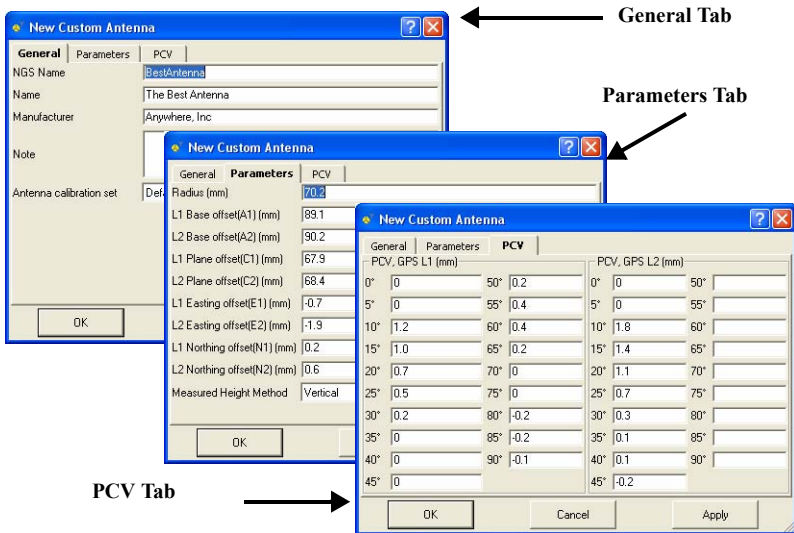 General Tab
New Custom Antenna
General Parameters PCV
NGS Name BestAntenna
Name The Best Antenna
Manufacturer Anywhere, Inc
Note
Antenna calibration set
OK
Parameters Tab
New Custom Antenna
General Parameters PCV
Radius (mm) 70.2
L1 Base offset(A1) (mm) 89.1
L2 Base offset(A2) (mm) 90.2
L1 Plane offset(C1) (mm) 67.9
L2 Plane offset(C2) (mm) 68.4
L1 Easting offset(E1) (mm) -0.7
L2 Easting offset(E2) (mm) -1.9
L1 Northing offset(N1) (mm) 0.2
L2 Northing offset(N2) (mm) 0.6
Measured Height Method Vertical
OK
PCV Tab
New Custom Antenna
General Parameters PCV
PCV, GPS L1 (mm) PCV, GPS L2 (mm)
0° 0 50° 0.2 0° 0 50°
5° 0 55° 0.4 5° 0 55°
10° 1.2 60° 0.4 10° 1.8 60°
15° 1.0 65° 0.2 15° 1.4 65°
20° 0.7 70° 0 20° 1.1 70°
25° 0.5 75° 0 25° 0.7 75°
30° 0.2 80° -0.2 30° 0.3 80°
35° 0 85° -0.2 35° 0.1 85°
40° 0 90° -0.1 40° 0.1 90°
45° 0 45° -0.2
OK Cancel Apply